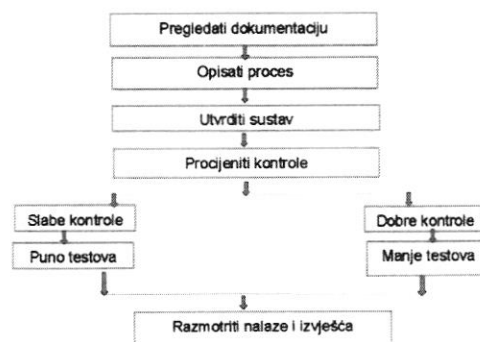 Pregledati dokumentaciju
Opisati proces
Utvrditi sustav
Procijeniti kontrole
Slabe kontrole
Dobre kontrole
Puno testova
Manje testova
Razmotriti nalaze i izvješća